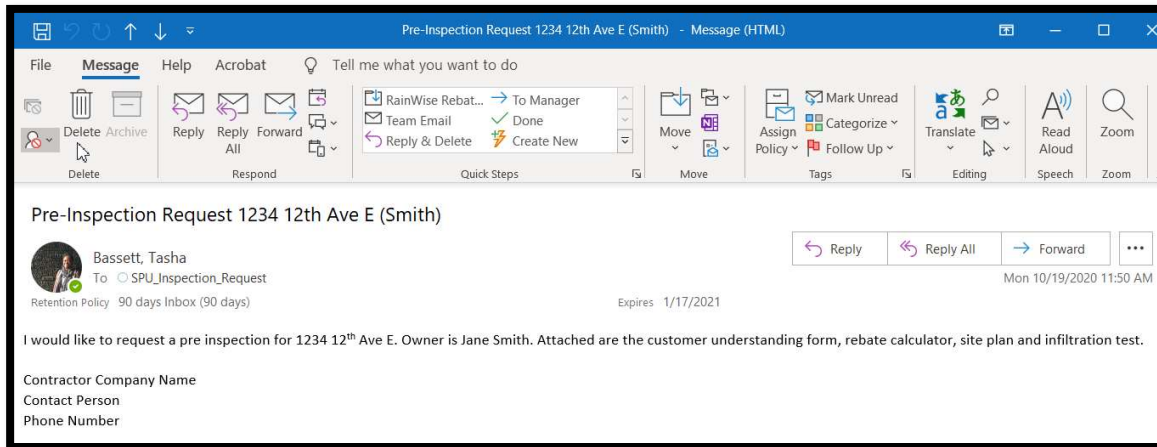 Pre-Inspection Request 1234 12th Ave E (Smith) - Message (HTML)
File Message Help Acrobat Tell me what you want to do
Delete Archive
Reply Reply All Forward
RainWise Rebat... To Manager
Team Email Done
Reply & Delete Create New
Move
Assign Policy
Mark Unread
Categorize
Follow Up
Translate
Read Aloud
Zoom
Delete Respond Quick Steps Move Tags Editing Speech Zoom
Pre-Inspection Request 1234 12th Ave E (Smith)
Bassett, Tasha
To SPU_Inspection_Request
Reply Reply All Forward
Mon 10/19/2020 11:50 AM
Retention Policy 90 days Inbox (90 days) Expires 1/17/2021
I would like to request a pre inspection for 1234 12th Ave E. Owner is Jane Smith. Attached are the customer understanding form, rebate calculator, site plan and infiltration test.
Contractor Company Name
Contact Person
Phone Number